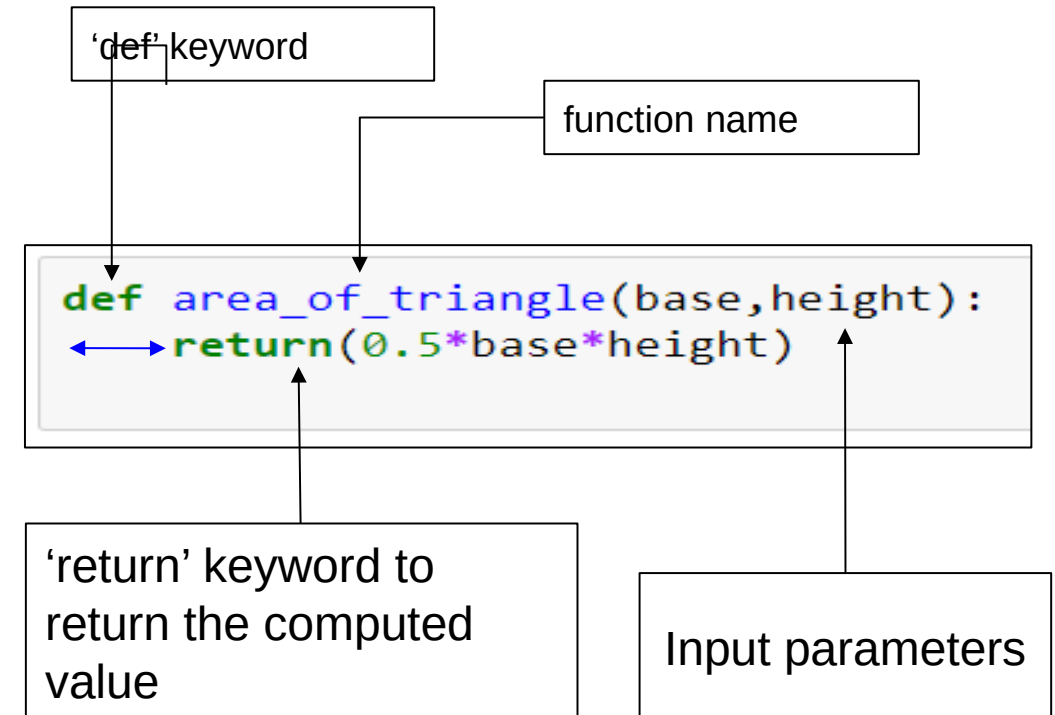 ‘def’ keyword
function name
def area_of_triangle(base,height):
return(0.5*base*height)
‘return’ keyword to
return the computed
value
Input parameters